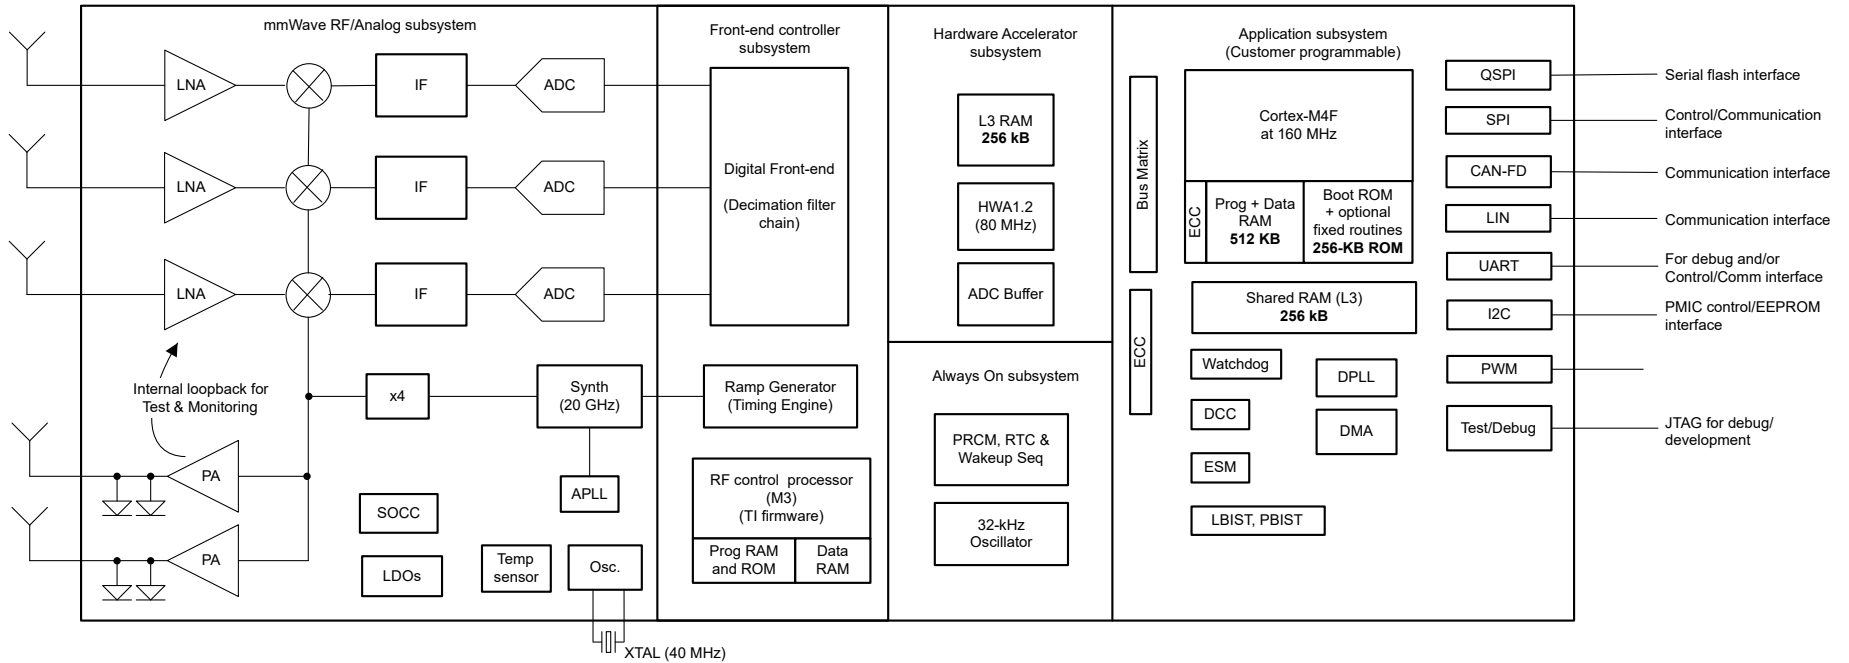 mmWave RF/Analog subsystem
LNA
IF
ADC
LNA
IF
ADC
LNA
IF
ADC
Internal loopback for
Test & Monitoring
x4
Synth
(20 GHz)
PA
APLL
SOCC
PA
LDOs
Temp
sensor
Osc.
XTAL (40 MHz)
Front-end controller
subsystem
Digital Front-end
(Decimation filter
chain)
Ramp Generator
(Timing Engine)
RF control processor
(M3)
(TI firmware)
Prog RAM
and ROM
Data
RAM
Hardware Accelerator
subsystem
L3 RAM
256 kB
HWA1.2
(80 MHz)
ADC Buffer
Always On subsystem
PRCM, RTC &
Wakeup Seq
32-kHz
Oscillator
Application subsystem
(Customer programmable)
Bus Matrix
Cortex-M4F
at 160 MHz
ECC
Prog + Data
RAM
512 KB
Boot ROM
+ optional
fixed routines
256-KB ROM
ECC
Shared RAM (L3)
256 kB
Watchdog
DPLL
DCC
DMA
ESM
LBIST, PBIST
QSPI
Serial flash interface
SPI
Control/Communication
interface
CAN-FD
Communication interface
LIN
Communication interface
UART
For debug and/or
Control/Comm interface
I2C
PMIC control/EEPROM
interface
PWM
Test/Debug
JTAG for debug/
development